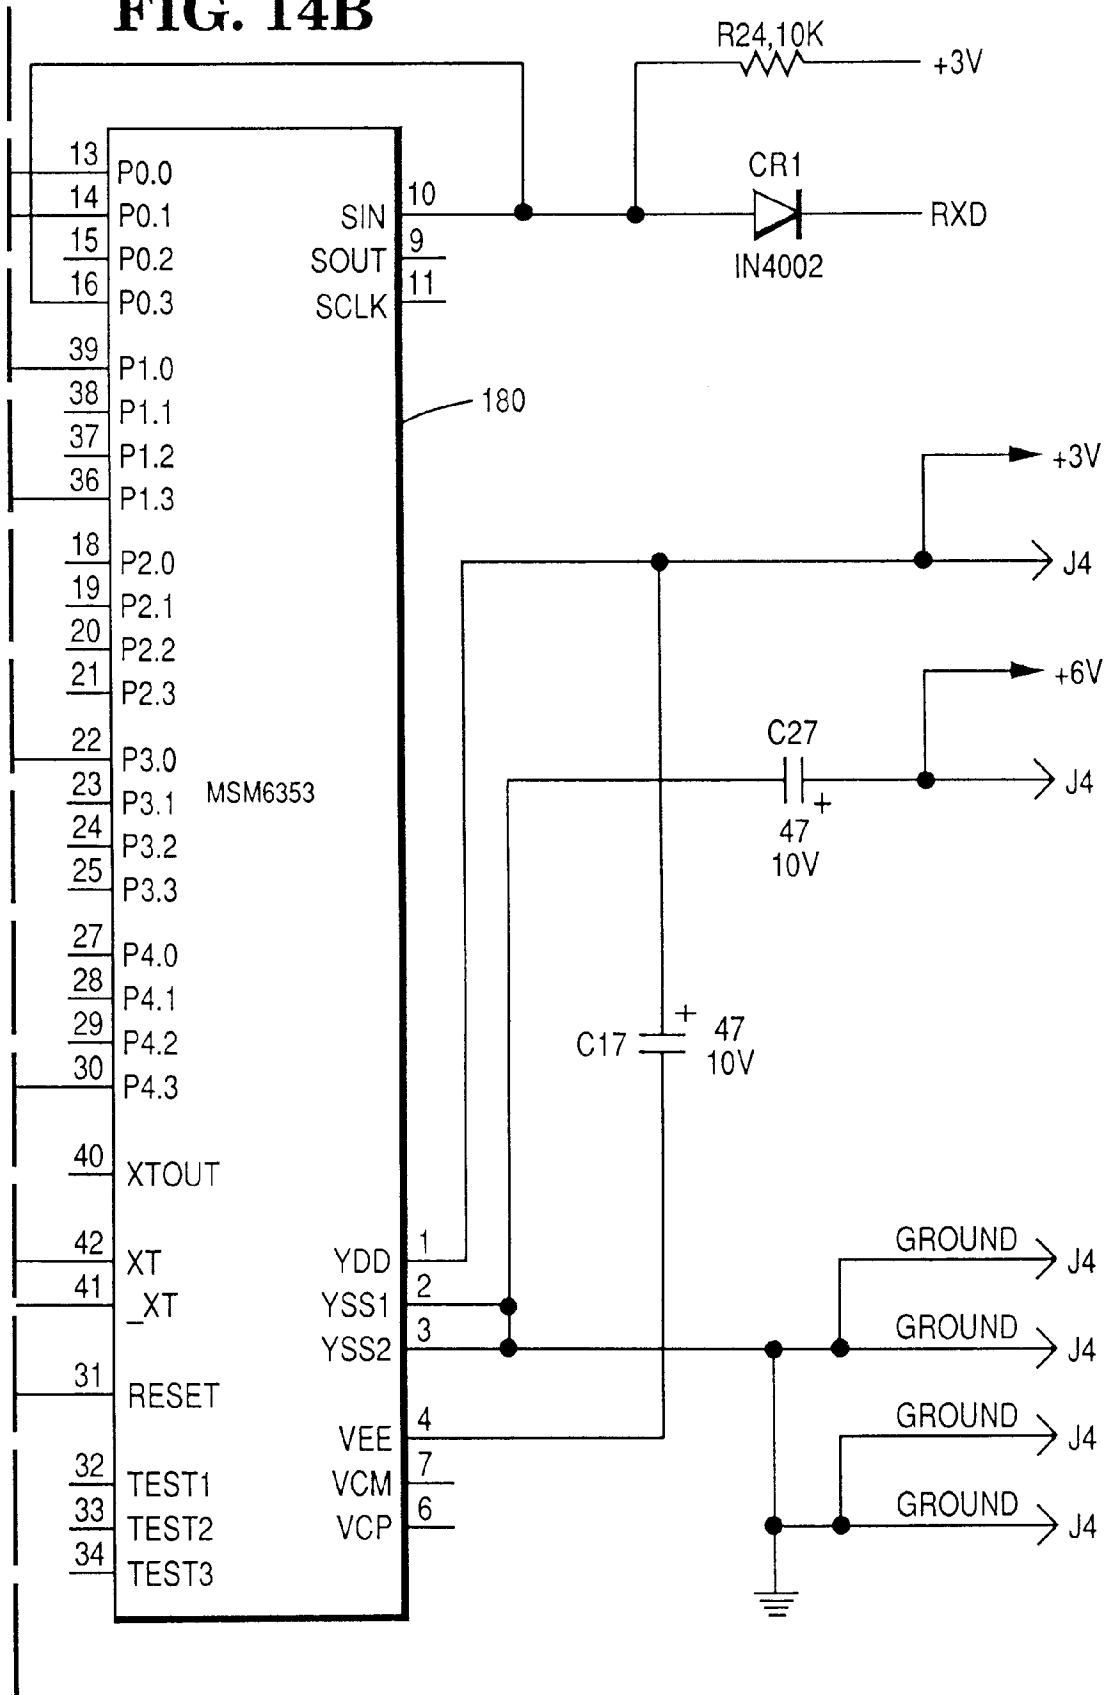 FIG. 14B
R24,10K
+3V
CR1
RXD
IN4002
13 P0.0
14 P0.1
15 P0.2
16 P0.3
SIN 10
SOUT 9
SCLK 11
39 P1.0
38 P1.1
37 P1.2
36 P1.3
180
+3V
J4
18 P2.0
19 P2.1
20 P2.2
21 P2.3
+6V
J4
C27
+
47
10V
22 P3.0
23 P3.1
24 P3.2
25 P3.3
MSM6353
27 P4.0
28 P4.1
29 P4.2
30 P4.3
C17
+
47
10V
40 XTOUT
42 XT
41 _XT
31 RESET
32 TEST1
33 TEST2
34 TEST3
YDD 1
YSS1 2
YSS2 3
VEE 4
VCM 7
VCP 6
GROUND J4
GROUND J4
GROUND J4
GROUND J4